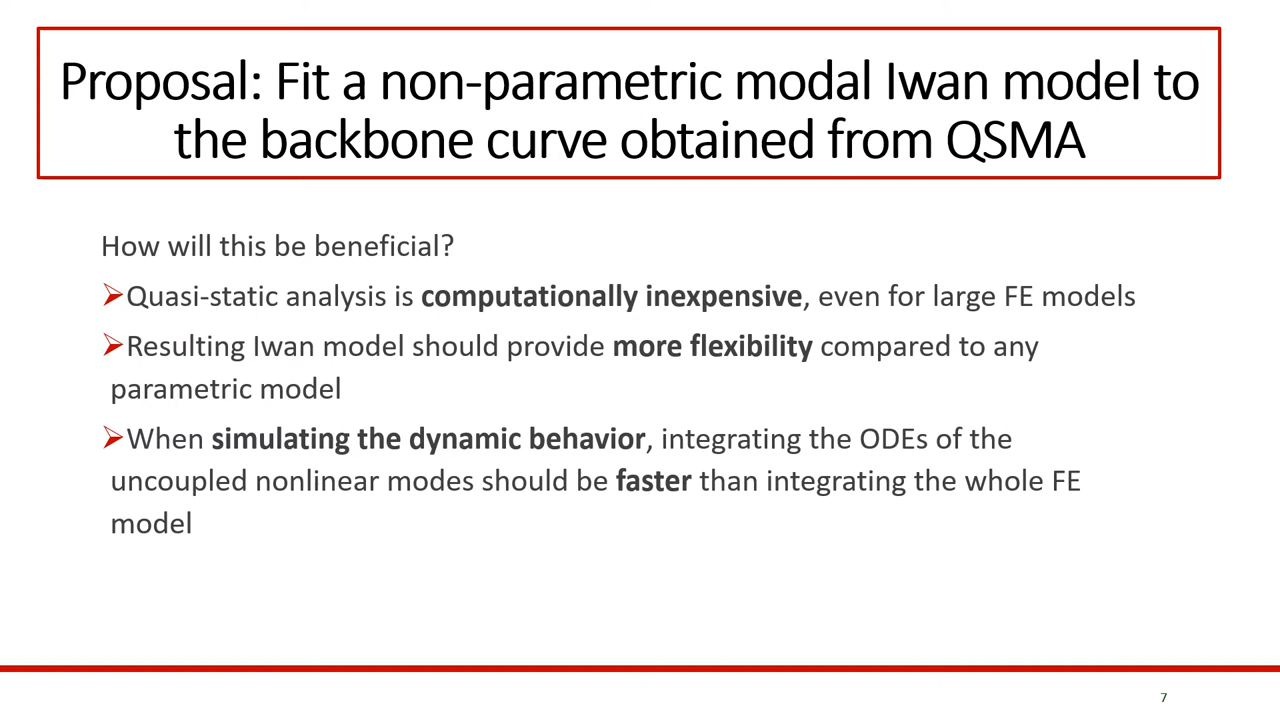 Proposal: Fit a non-parametric modal Iwan model to
the backbone curve obtained from QSMA
How will this be beneficial?
➢Quasi-static analysis is computationally inexpensive, even for large FE models
➢Resulting Iwan model should provide more flexibility compared to any
parametric model
➢When simulating the dynamic behavior, integrating the ODEs of the
uncoupled nonlinear modes should be faster than integrating the whole FE
model
7